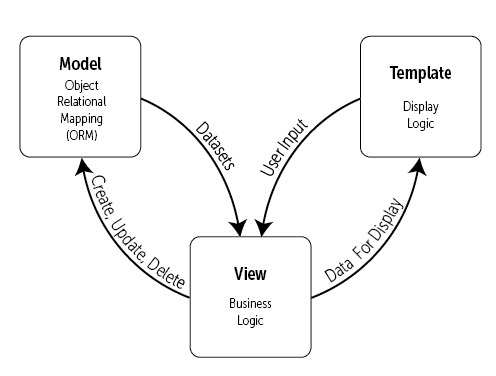 Model
Object
Relational
Mapping
(ORM)
Template
Display
Logic
Datasets
User Input
Create, Update, Delete
Data For Display
View
Business
Logic